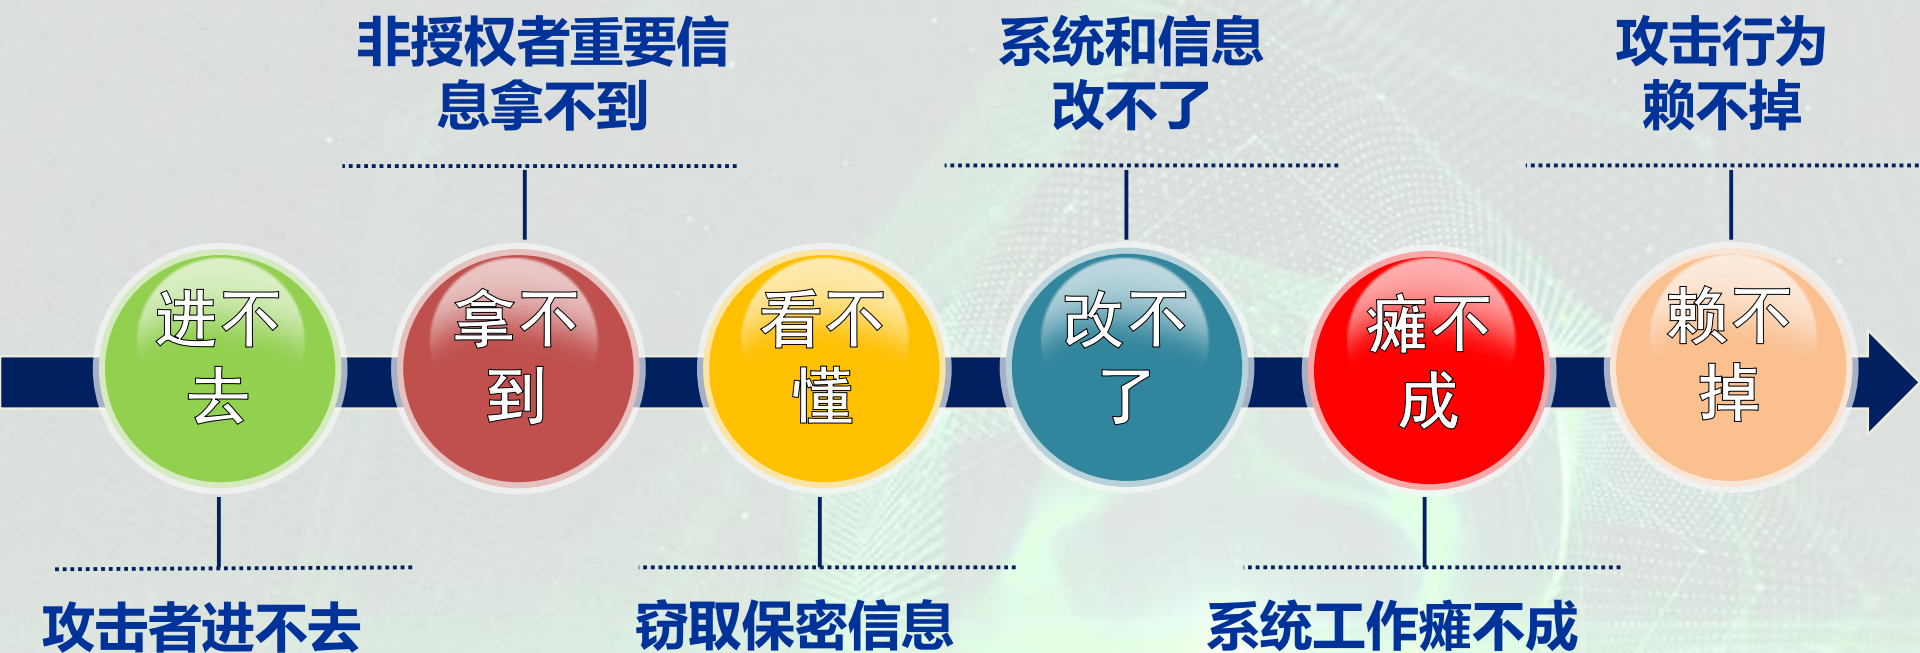 非授权者重要信
息拿不到
系统和信息
改不了
攻击行为
赖不掉
进不
去
拿不
到
看不
懂
改不
了
瘫不
成
赖不
掉
攻击者进不去
窃取保密信息
系统工作瘫不成